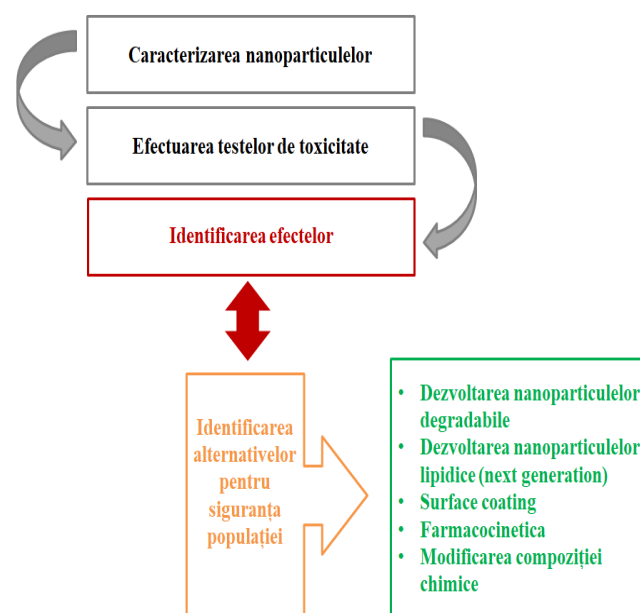 Caracterizarea nanoparticulelor
Efectuarea testelor de toxicitate
Identificarea efectelor
Identificarea
alternativelor
pentru
siguranța
populației
• Dezvoltarea nanoparticulelor
degradabile
• Dezvoltarea nanoparticulelor
lipidice (next generation)
• Surface coating
• Farmacocinetica
• Modificarea compoziției
chimice